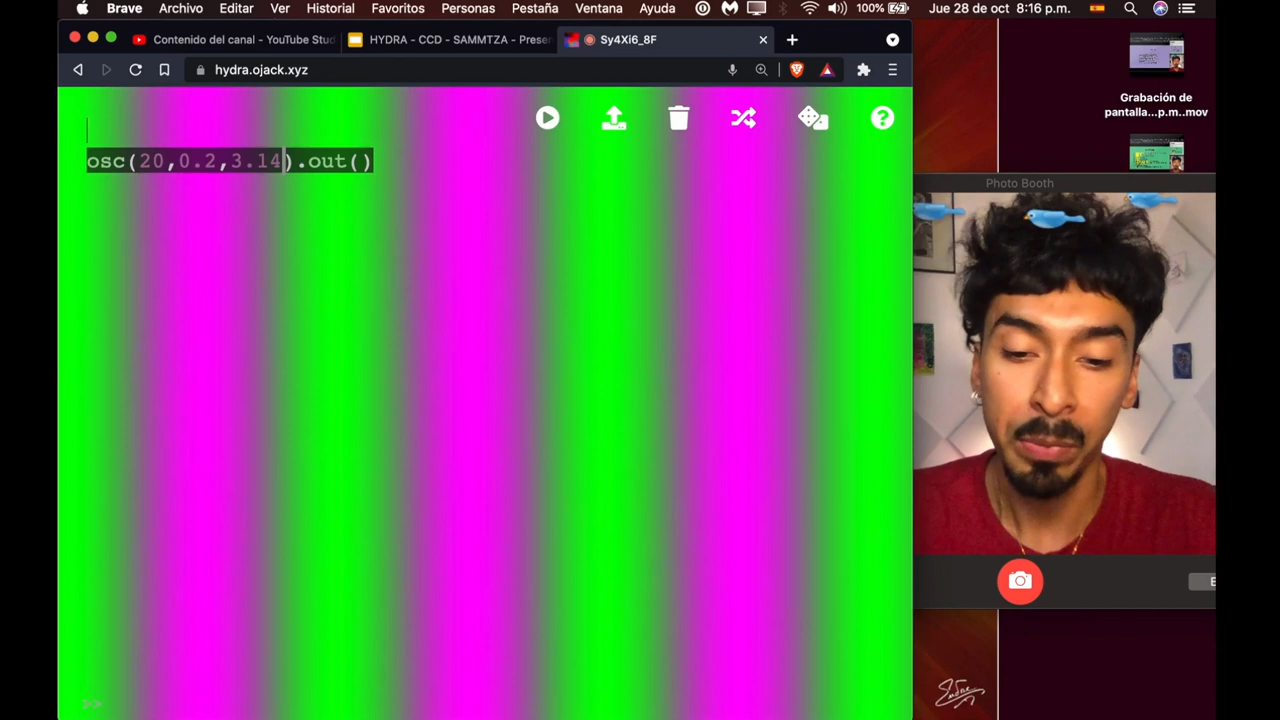 Brave Archivo Editar Ver Historial Favoritos Personas Pestaña Ventana Ayuda 100% Jue 28 de oct 8:16 p.m.
Contenido del canal - YouTube Stud
HYDRA - CCD - SAMMTZA - Presen
Sy4Xi6_8F
hydra.ojack.xyz
osc(20,0.2,3.14).out()
>>
Grabación de
pantalla...p.m..mov
Photo Booth